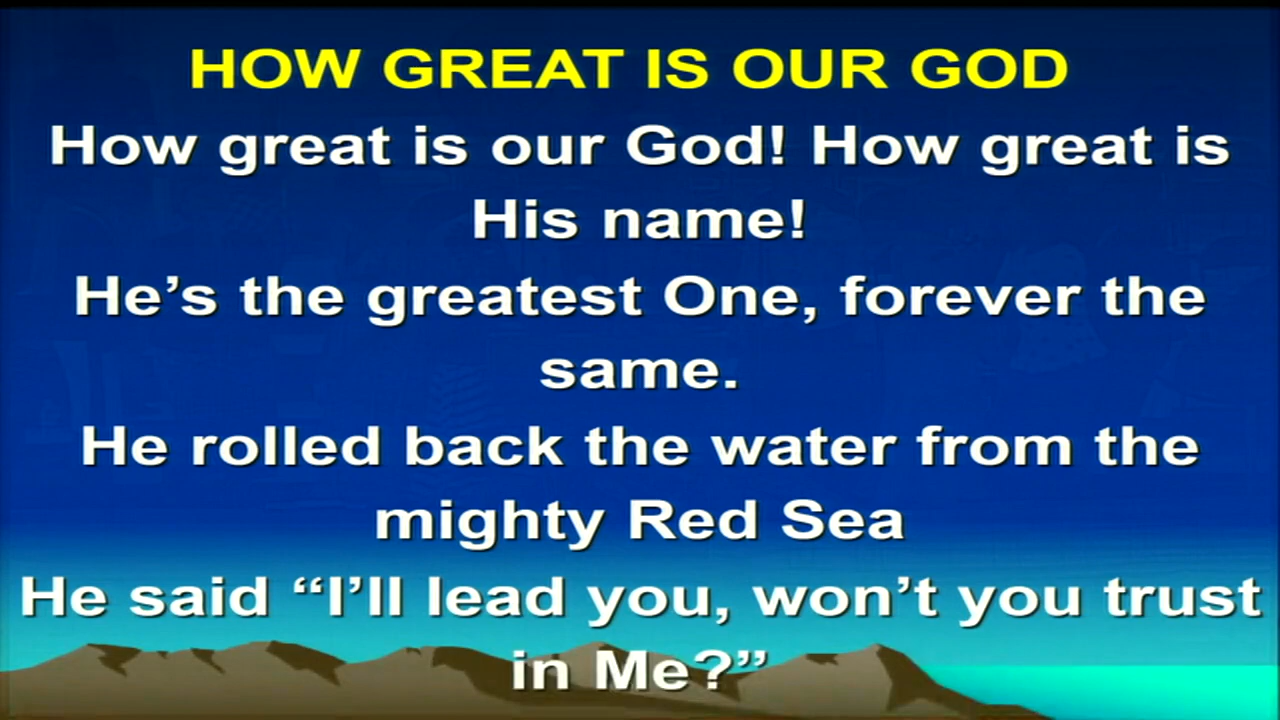 HOW GREAT IS OUR GOD
How great is our God! How great is
His name!
He’s the greatest One, forever the
same.
He rolled back the water from the
mighty Red Sea
He said “I’ll lead you, won’t you trust
in Me?”